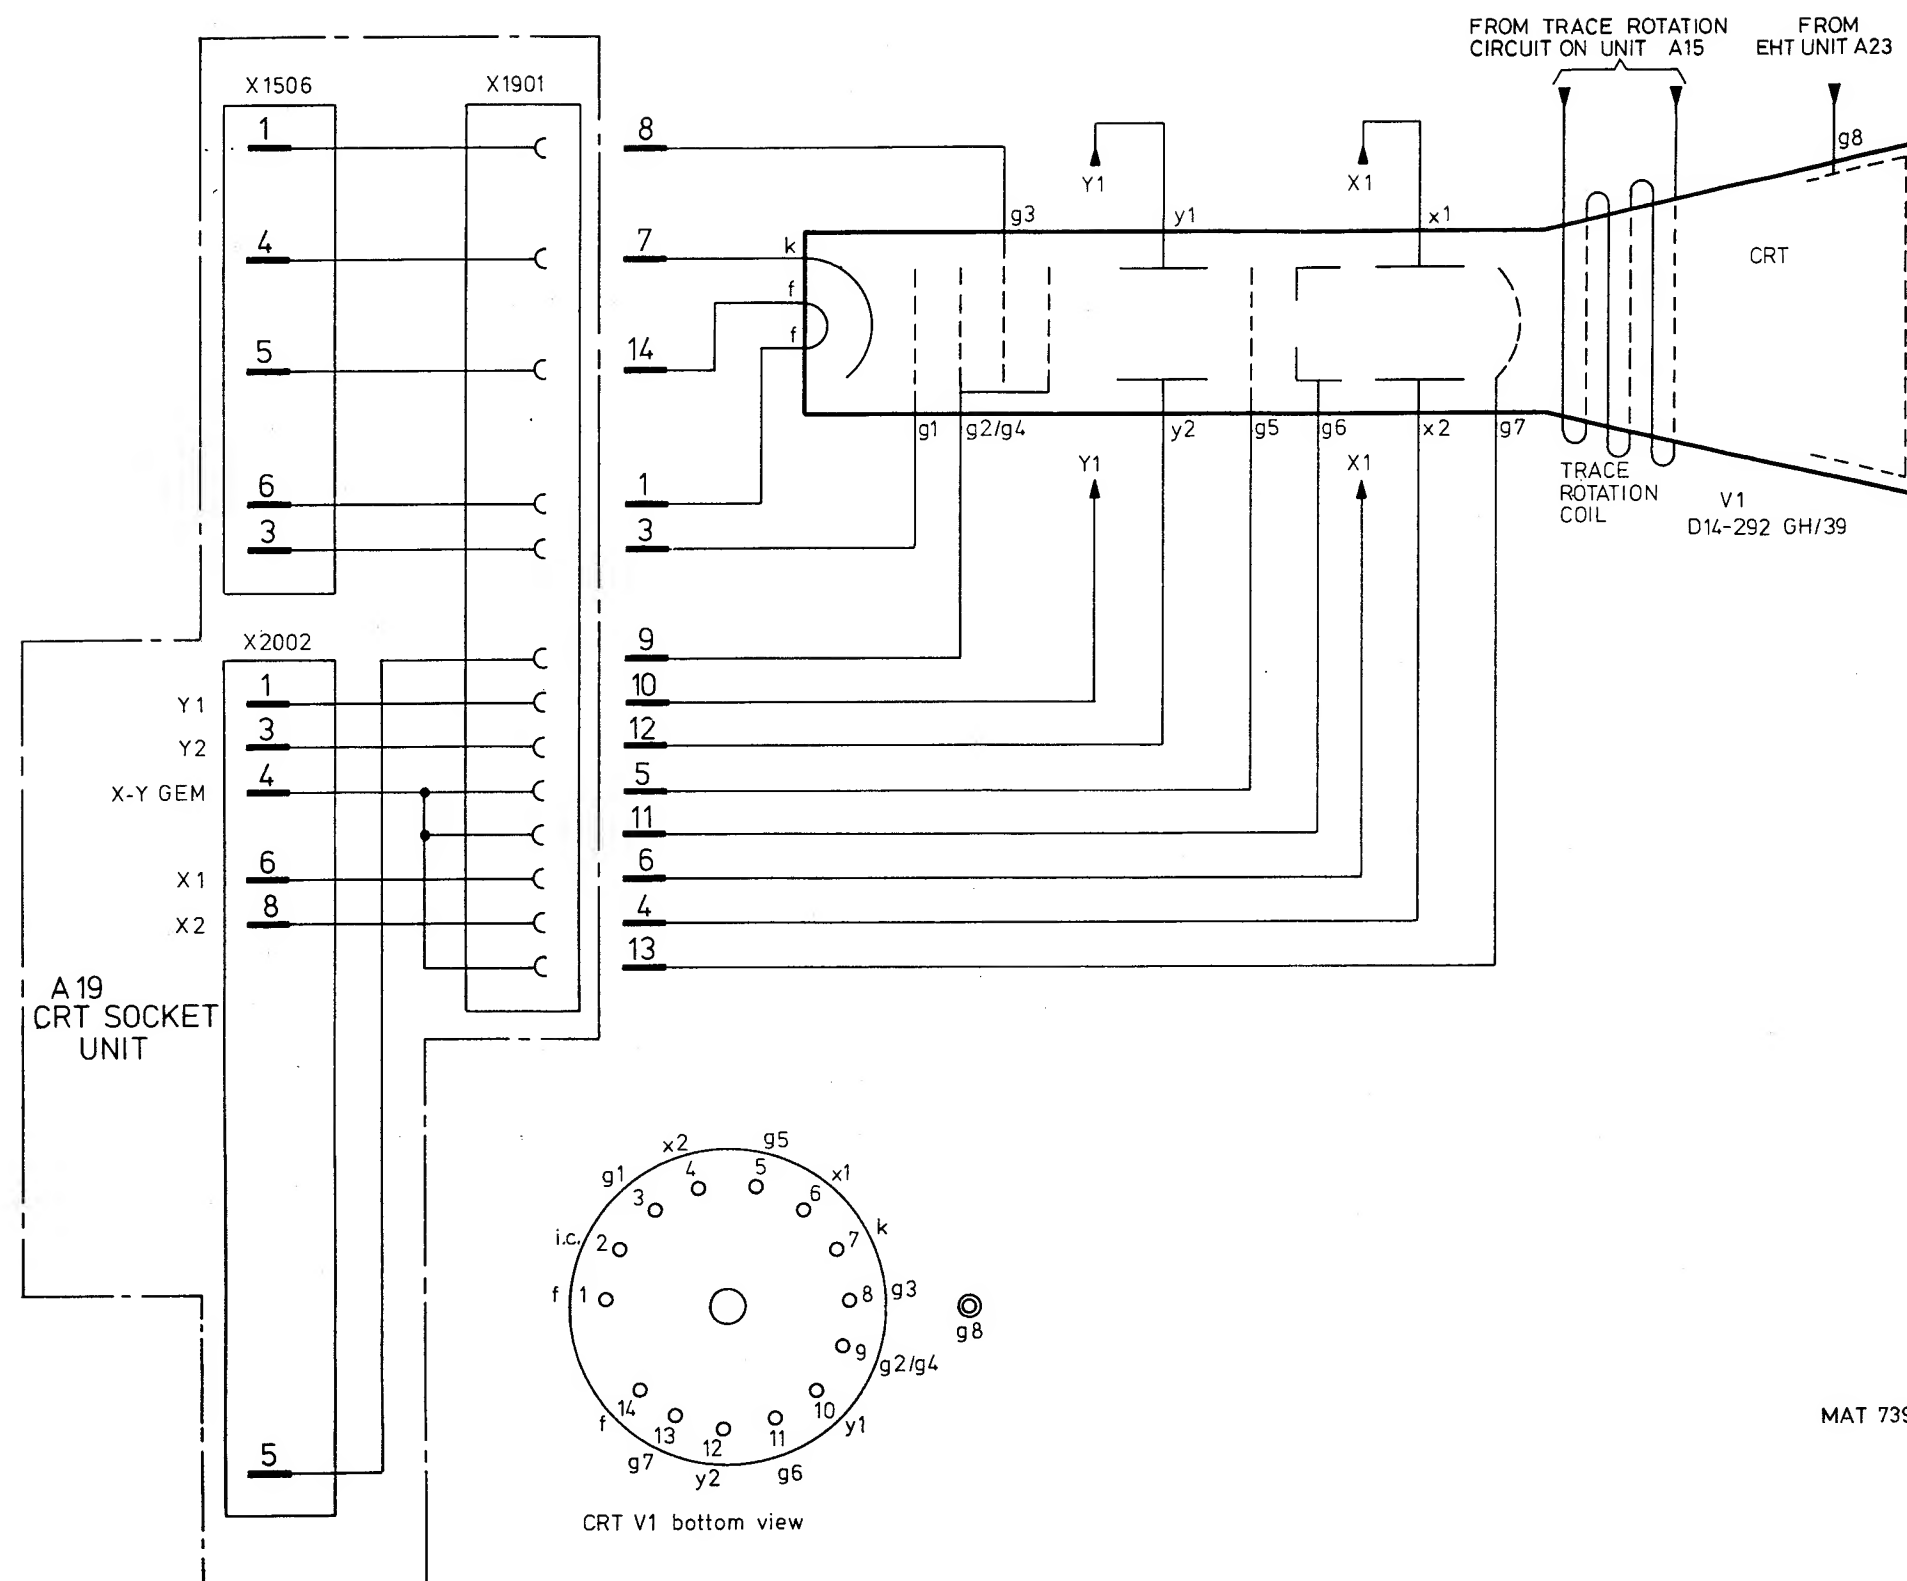 FROM TRACE ROTATION
CIRCUIT ON UNIT A15
FROM
EHT UNIT A23
X1506
X1901
1
8
g8
4
7
k
g3
Y1
y1
X1
x1
CRT
f
f
5
14
6
1
3
3
g1
g2/g4
y2
g5
g6
x2
g7
Y1
X1
TRACE
ROTATION
COIL
V1
D14-292 GH/39
X2002
9
Y1
1
10
Y2
3
12
X-Y GEM
4
5
11
X1
6
6
X2
8
4
13
A19
CRT SOCKET
UNIT
5
x2
g5
g1
4
5
x1
3
6
i.c.
2
7
k
f
1
8
g3
g8
9
g2/g4
14
10
f
13
12
11
y1
g7
y2
g6
CRT V1 bottom view
MAT 739